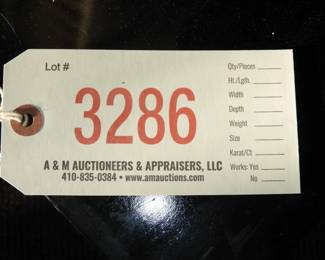 Lot #
3286
Qty/Pieces
Ht./Lgth.
Width
Depth
Weight
Size
Karat/Ct
Works: Yes
No
A & M AUCTIONEERS & APPRAISERS, LLC
410-835-0384 • www.amauctions.com